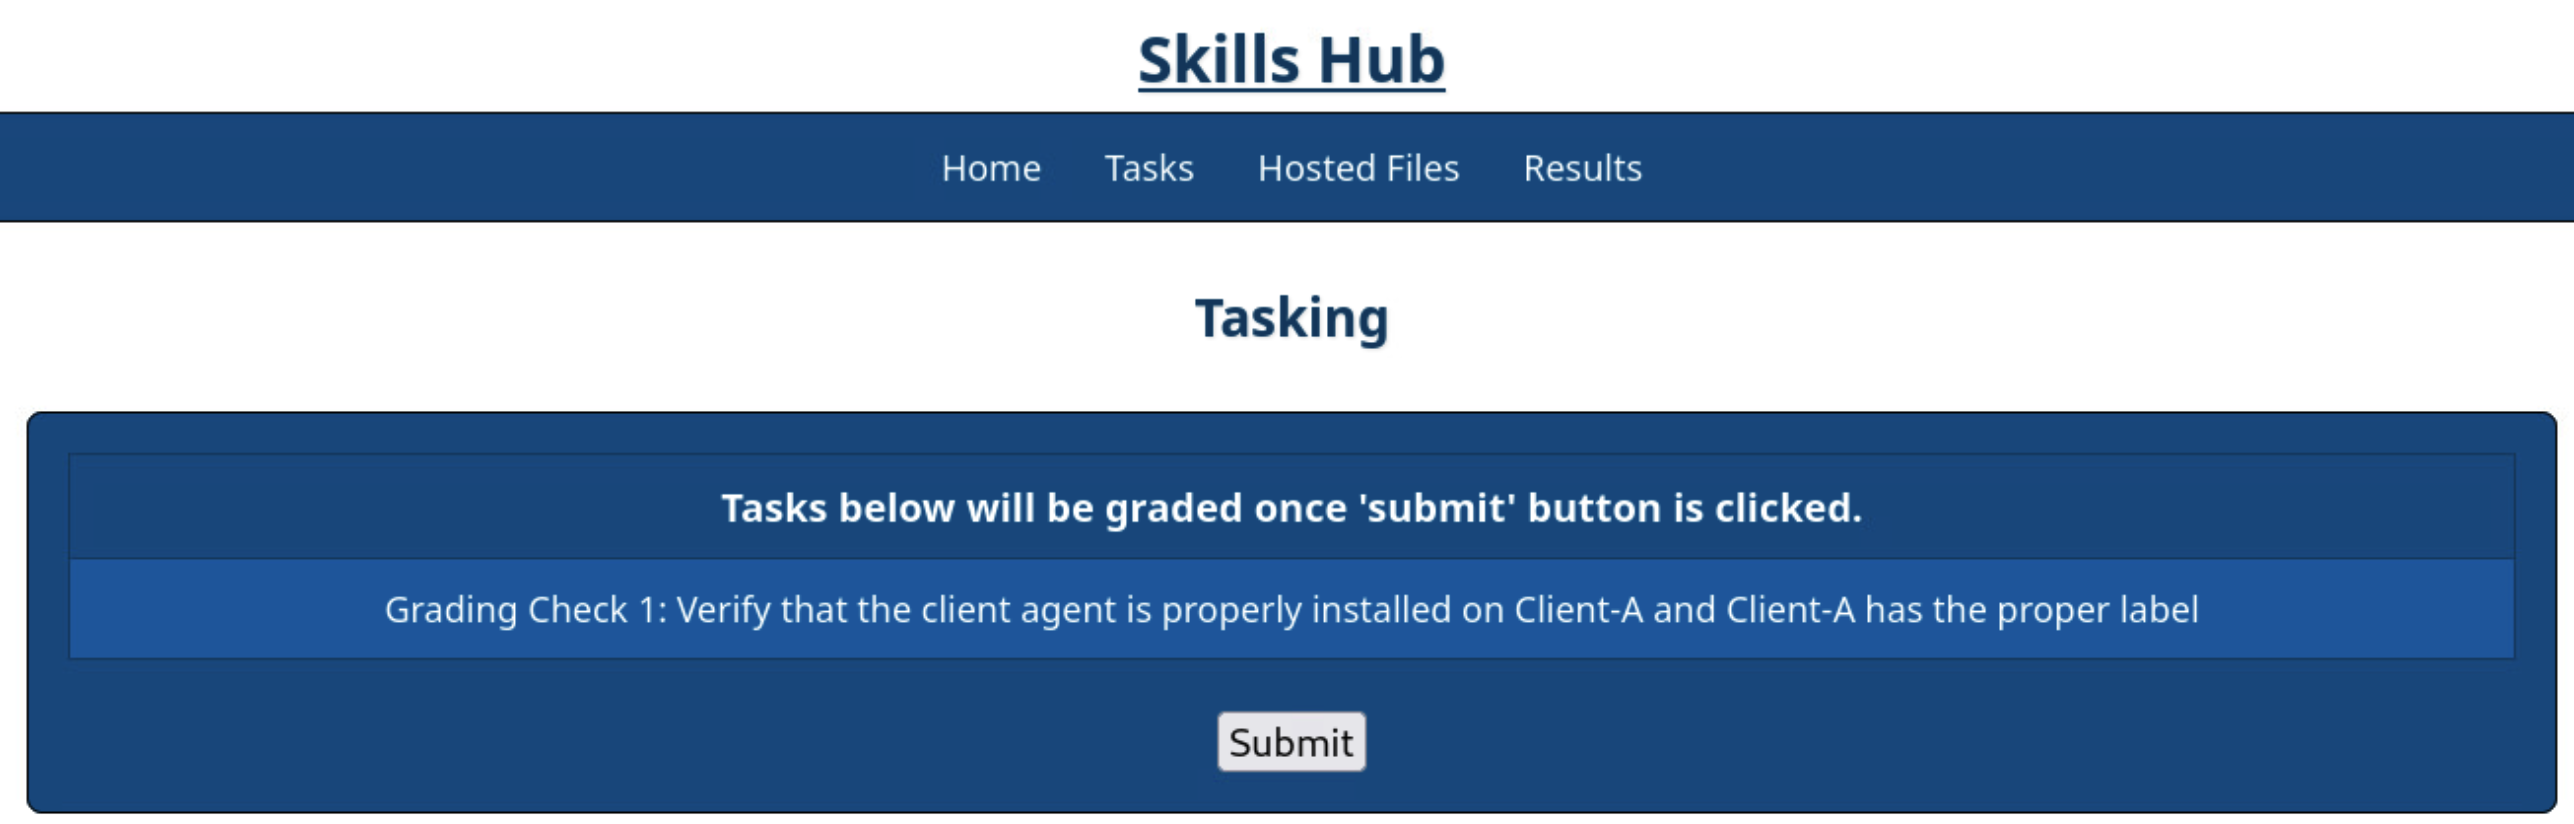 Skills Hub
Home Tasks Hosted Files Results
Tasking
Tasks below will be graded once 'submit' button is clicked.
Grading Check 1: Verify that the client agent is properly installed on Client-A and Client-A has the proper label
Submit